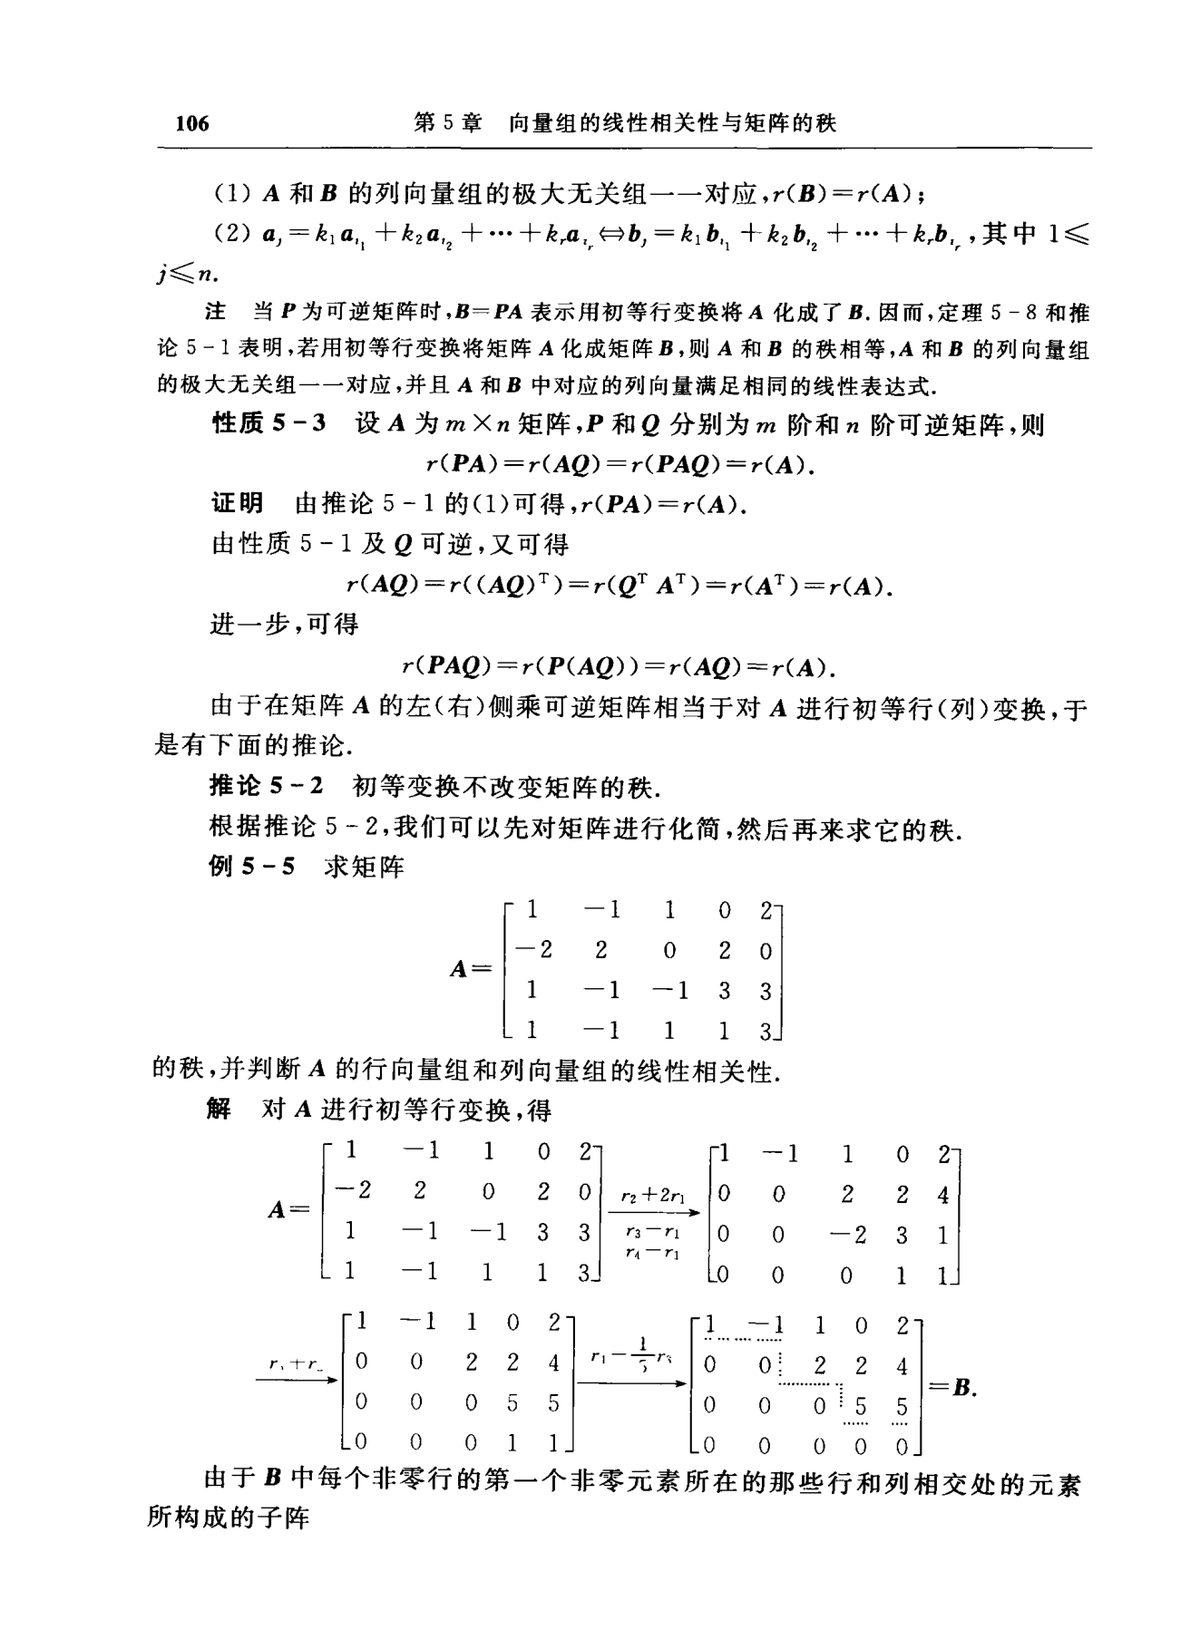 106 第 5 章 向量组的线性相关性与矩阵的秩
(1) A 和 B 的列向量组的极大无关组一一对应,r(B)=r(A);
(2) a_j=k_1a_{i_1}+k_2a_{i_2}+⋯+k_ra_{i_r}⇔b_j=k_1b_{i_1}+k_2b_{i_2}+⋯+k_rb_{i_r},其中 1≤
j≤n.
注 当 P 为可逆矩阵时,B=PA 表示用初等行变换将 A 化成了 B.因而,定理 5-8 和推
论 5-1 表明,若用初等行变换将矩阵 A 化成矩阵 B,则 A 和 B 的秩相等,A 和 B 的列向量组
的极大无关组一一对应,并且 A 和 B 中对应的列向量满足相同的线性表达式.
性质 5-3 设 A 为 m×n 矩阵,P 和 Q 分别为 m 阶和 n 阶可逆矩阵,则
r(PA)=r(AQ)=r(PAQ)=r(A).
证明 由推论 5-1 的(1)可得,r(PA)=r(A).
由性质 5-1 及 Q 可逆,又可得
r(AQ)=r((AQ)^T)=r(Q^T A^T)=r(A^T)=r(A).
进一步,可得
r(PAQ)=r(P(AQ))=r(AQ)=r(A).
由于在矩阵 A 的左(右)侧乘可逆矩阵相当于对 A 进行初等行(列)变换,于
是有下面的推论.
推论 5-2 初等变换不改变矩阵的秩.
根据推论 5-2,我们可以先对矩阵进行化简,然后再来求它的秩.
例 5-5 求矩阵
1 -1 1 0 2
-2 2 0 2 0
A=
1 -1 -1 3 3
1 -1 1 1 3
的秩,并判断 A 的行向量组和列向量组的线性相关性.
解 对 A 进行初等行变换,得
1 -1 1 0 2 1 -1 1 0 2
-2 2 0 2 0 r_2+2r_1 0 0 2 2 4
A=
1 -1 -1 3 3 r_3-r_1 0 0 -2 3 1
r_4-r_1
1 -1 1 1 3 0 0 0 1 1
1 -1 1 0 2 1 -1 1 0 2
0 0 2 2 4 0 0 2 2 4
=B.
0 0 0 5 5 0 0 0 5 5
0 0 0 1 1 0 0 0 0 0
由于 B 中每个非零行的第一个非零元素所在的那些行和列相交处的元素
所构成的子阵